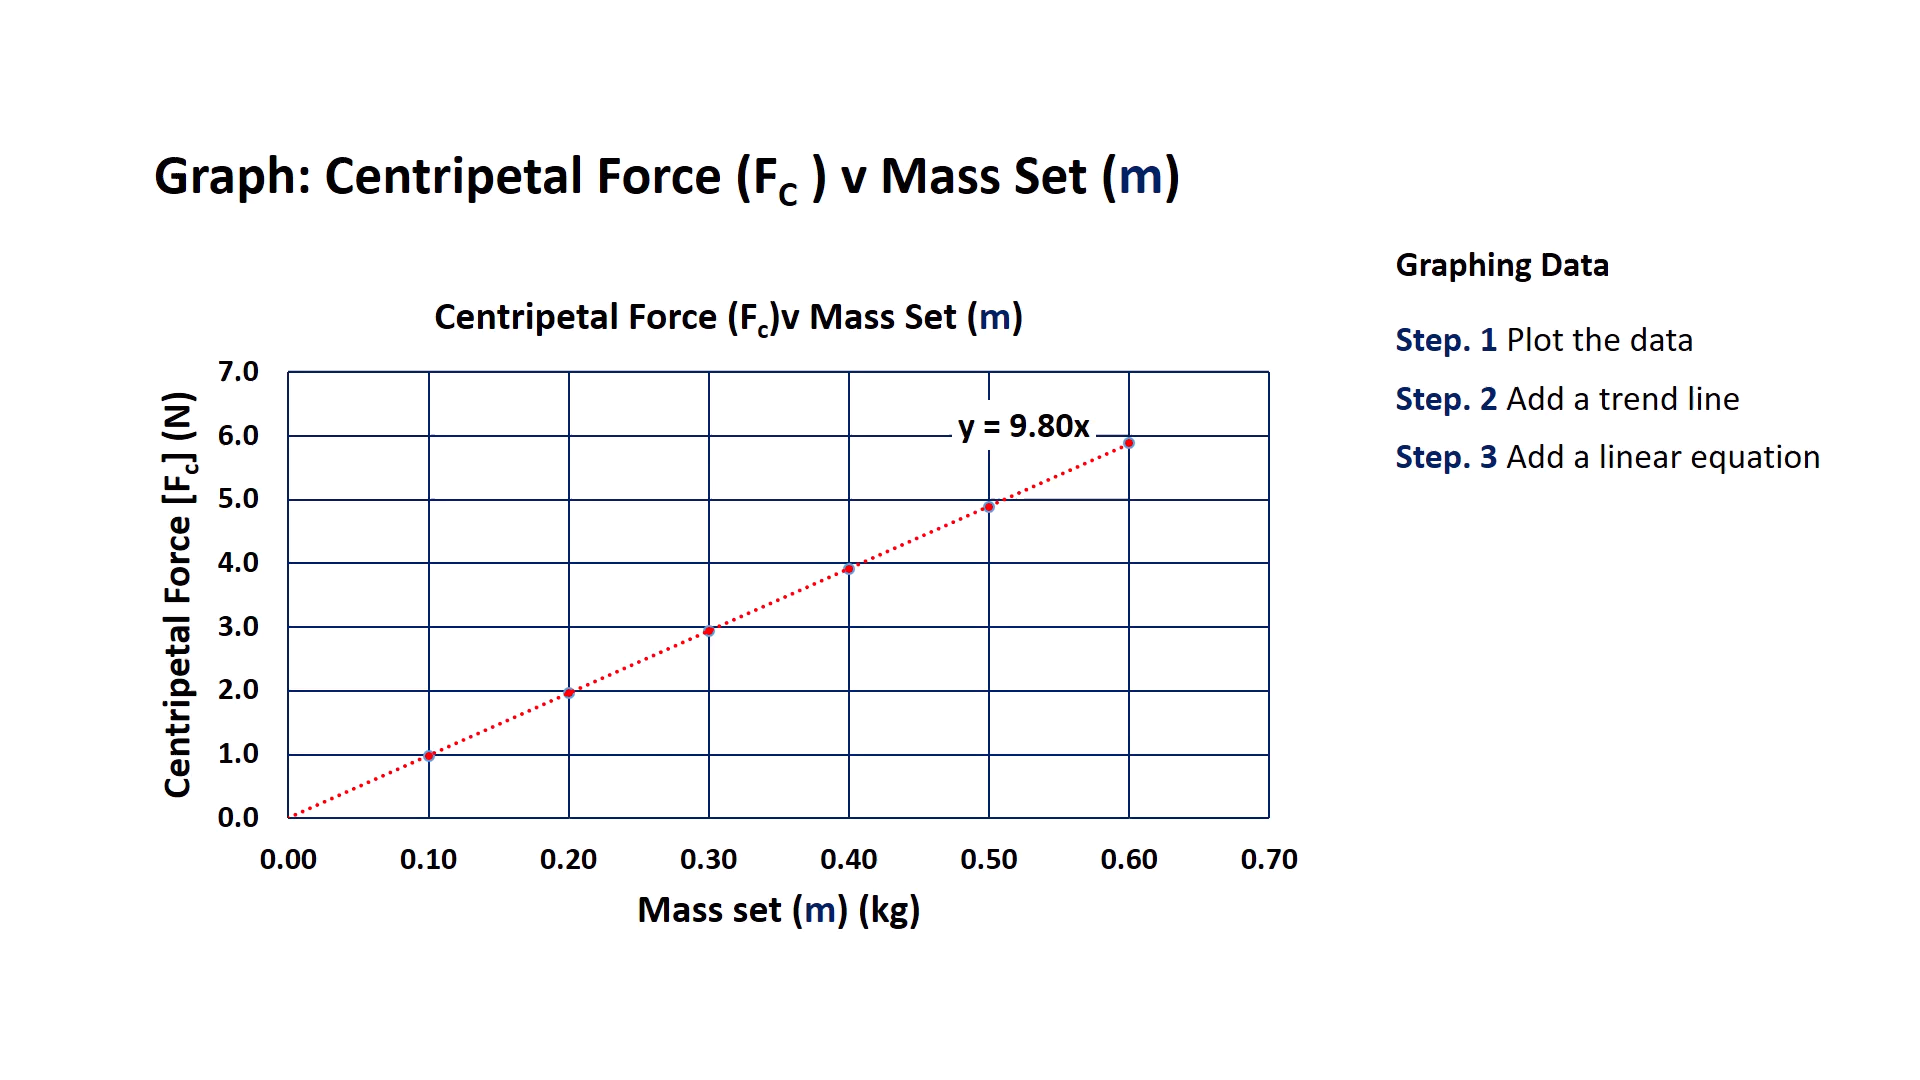 Graph: Centripetal Force (FC ) v Mass Set (m)
Graphing Data
Step. 1 Plot the data
Step. 2 Add a trend line
Step. 3 Add a linear equation
Centripetal Force (Fc)v Mass Set (m)
Centripetal Force [Fc] (N)
7.0
6.0
5.0
4.0
3.0
2.0
1.0
0.0
y = 9.80x
0.00 0.10 0.20 0.30 0.40 0.50 0.60 0.70
Mass set (m) (kg)